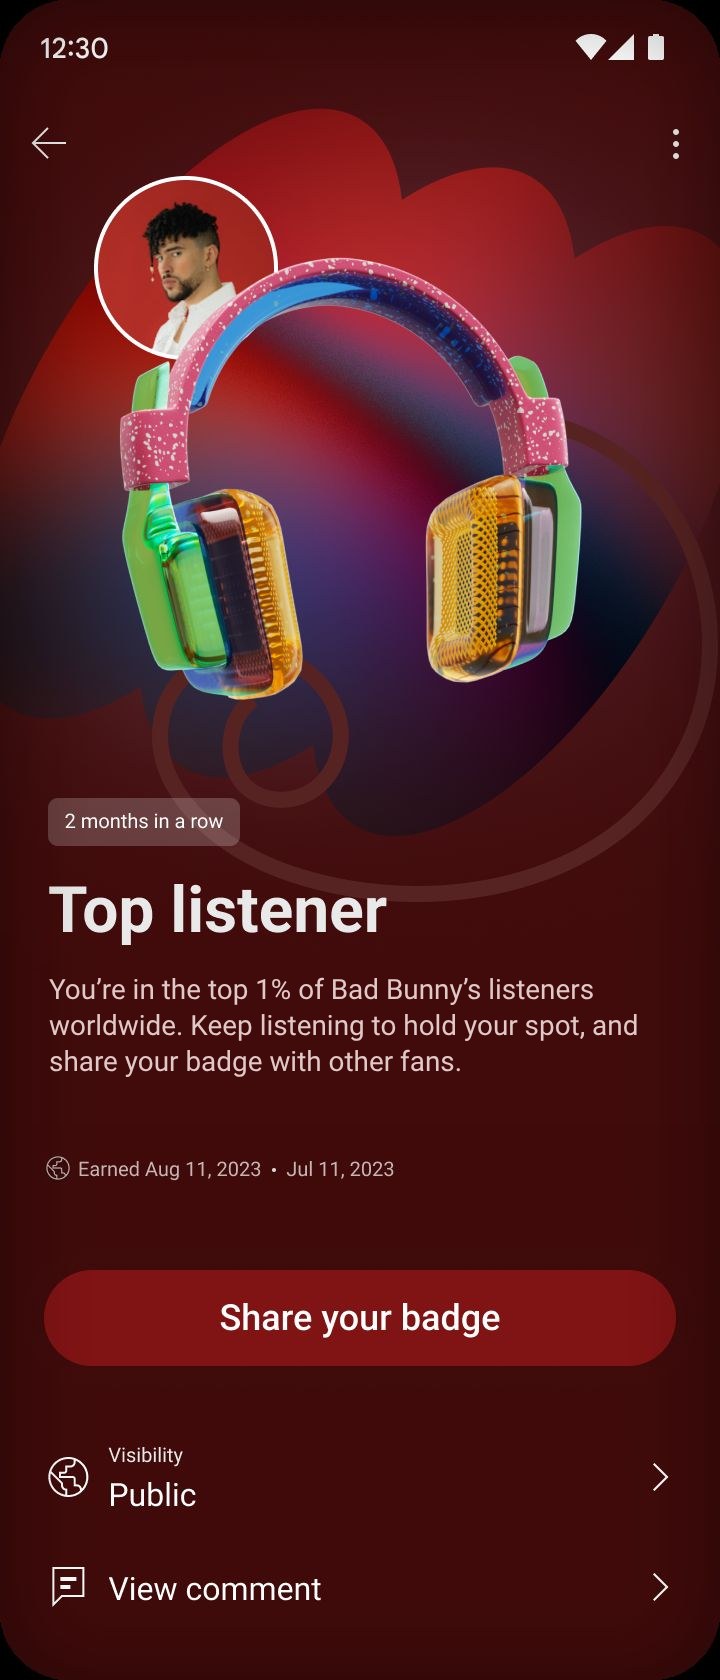 12:30
2 months in a row
Top listener
You’re in the top 1% of Bad Bunny’s listeners
worldwide. Keep listening to hold your spot, and
share your badge with other fans.
Earned Aug 11, 2023 • Jul 11, 2023
Share your badge
Visibility
Public
View comment